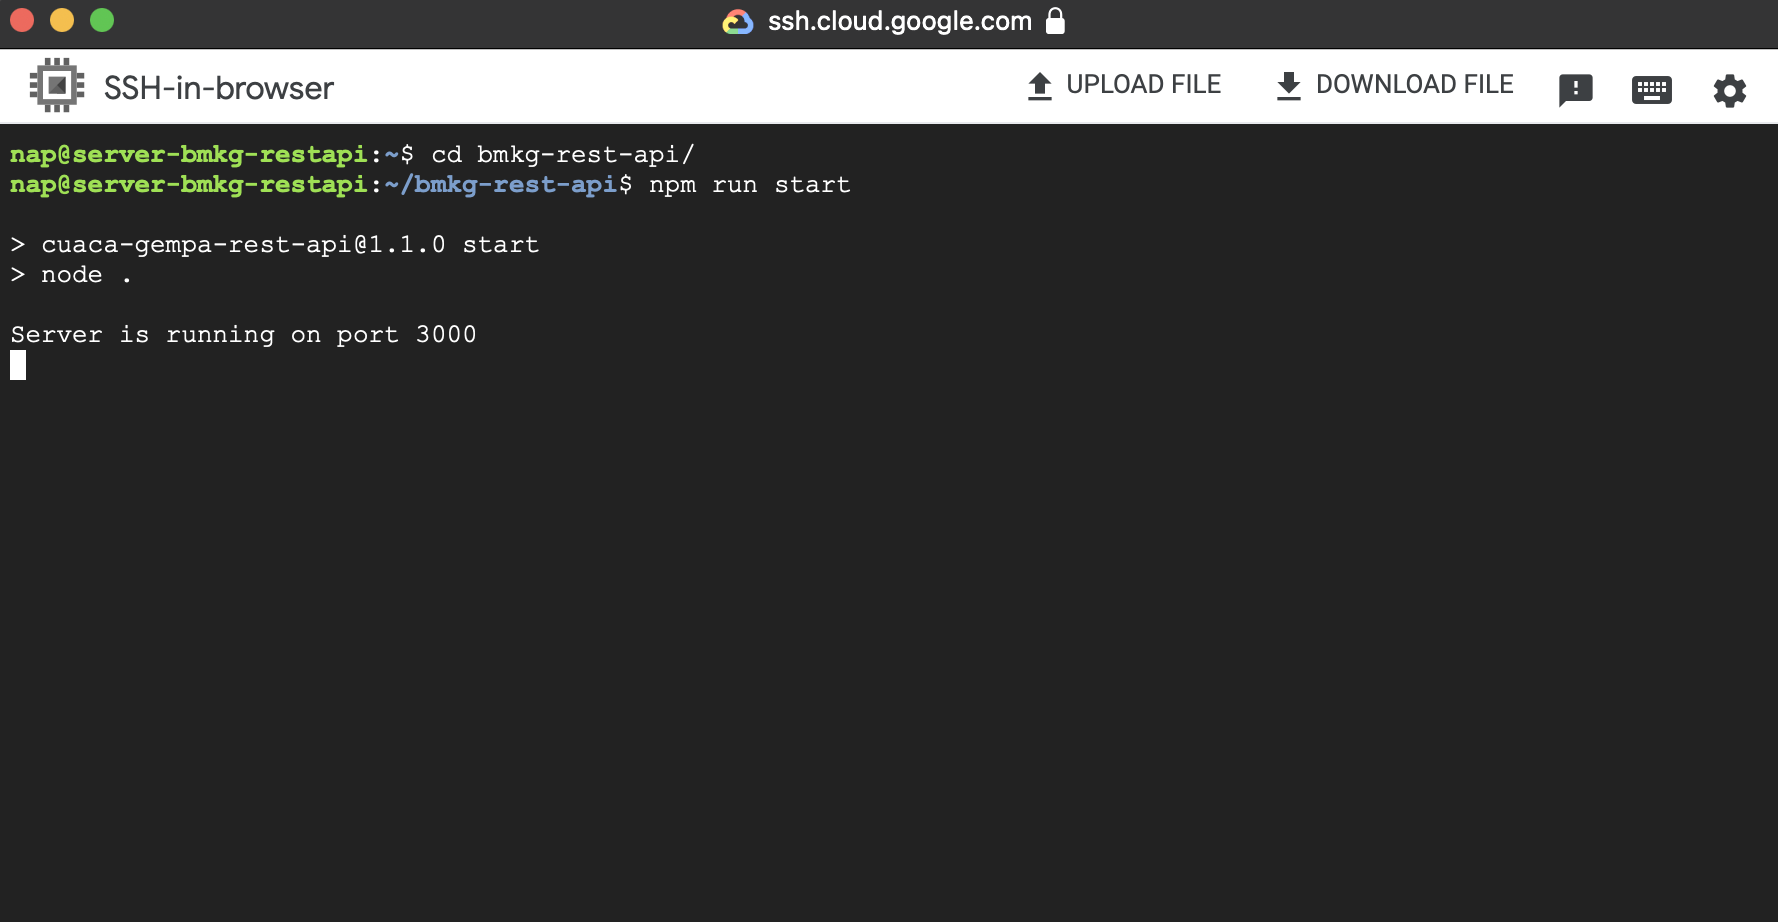 ssh.cloud.google.com
SSH-in-browser
UPLOAD FILE
DOWNLOAD FILE
nap@server-bmkg-restapi:~$ cd bmkg-rest-api/
nap@server-bmkg-restapi:~/bmkg-rest-api$ npm run start
> cuaca-gempa-rest-api@1.1.0 start
> node .
Server is running on port 3000